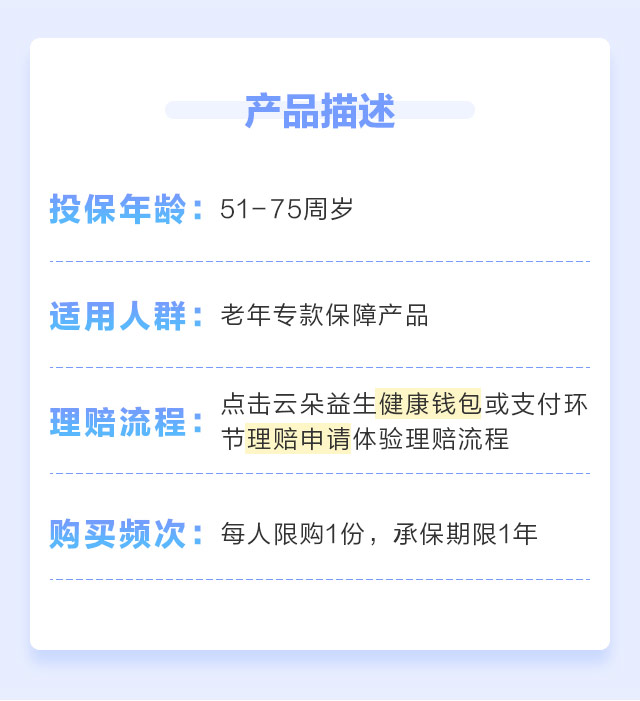 产品描述
投保年龄：51-75周岁
适用人群：老年专款保障产品
理赔流程：点击云朵益生健康钱包或支付环
节理赔申请体验理赔流程
购买频次：每人限购1份，承保期限1年